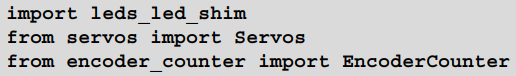 import leds_led_shim
from servos import Servos
from encoder_counter import EncoderCounter